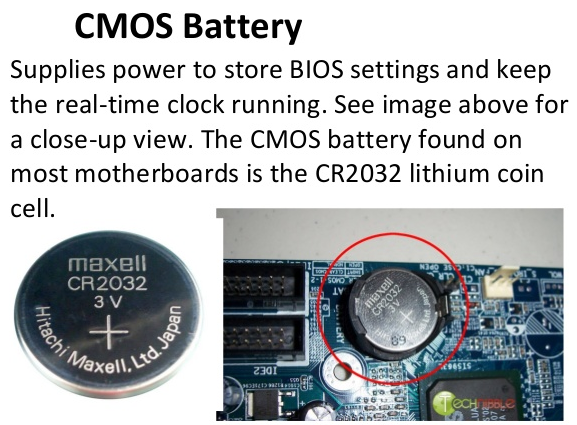 CMOS Battery
Supplies power to store BIOS settings and keep
the real-time clock running. See image above for
a close-up view. The CMOS battery found on
most motherboards is the CR2032 lithium coin
cell.
maxell
CR2032
3 V
Hitachi Maxell, Ltd. Japan
maxell
CR2032
3 V
IDE2
TECHNIBBLE